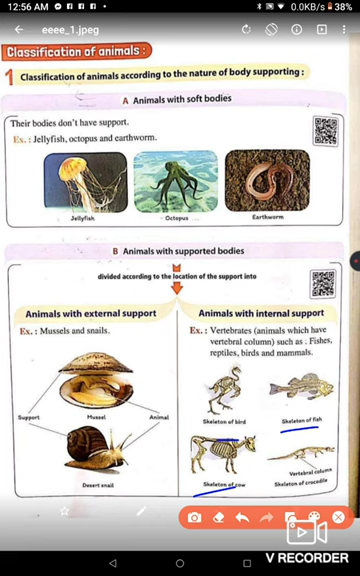 12:56 AM
0.0KB/s 38%
eeee_1.jpeg
Classification of animals :
1 Classification of animals according to the nature of body supporting :
A Animals with soft bodies
Their bodies don't have support.
Ex. : Jellyfish, octopus and earthworm.
Jellyfish
Octopus
Earthworm
B Animals with supported bodies
divided according to the location of the support into
Animals with external support
Ex. : Mussels and snails.
Support
Mussel
Animal
Desert snail
Animals with internal support
Ex. : Vertebrates (animals which have
vertebral column) such as : Fishes,
reptiles, birds and mammals.
Skeleton of bird
Skeleton of fish
Skeleton of cow
Vertebral column
Skeleton of crocodile
V RECORDER